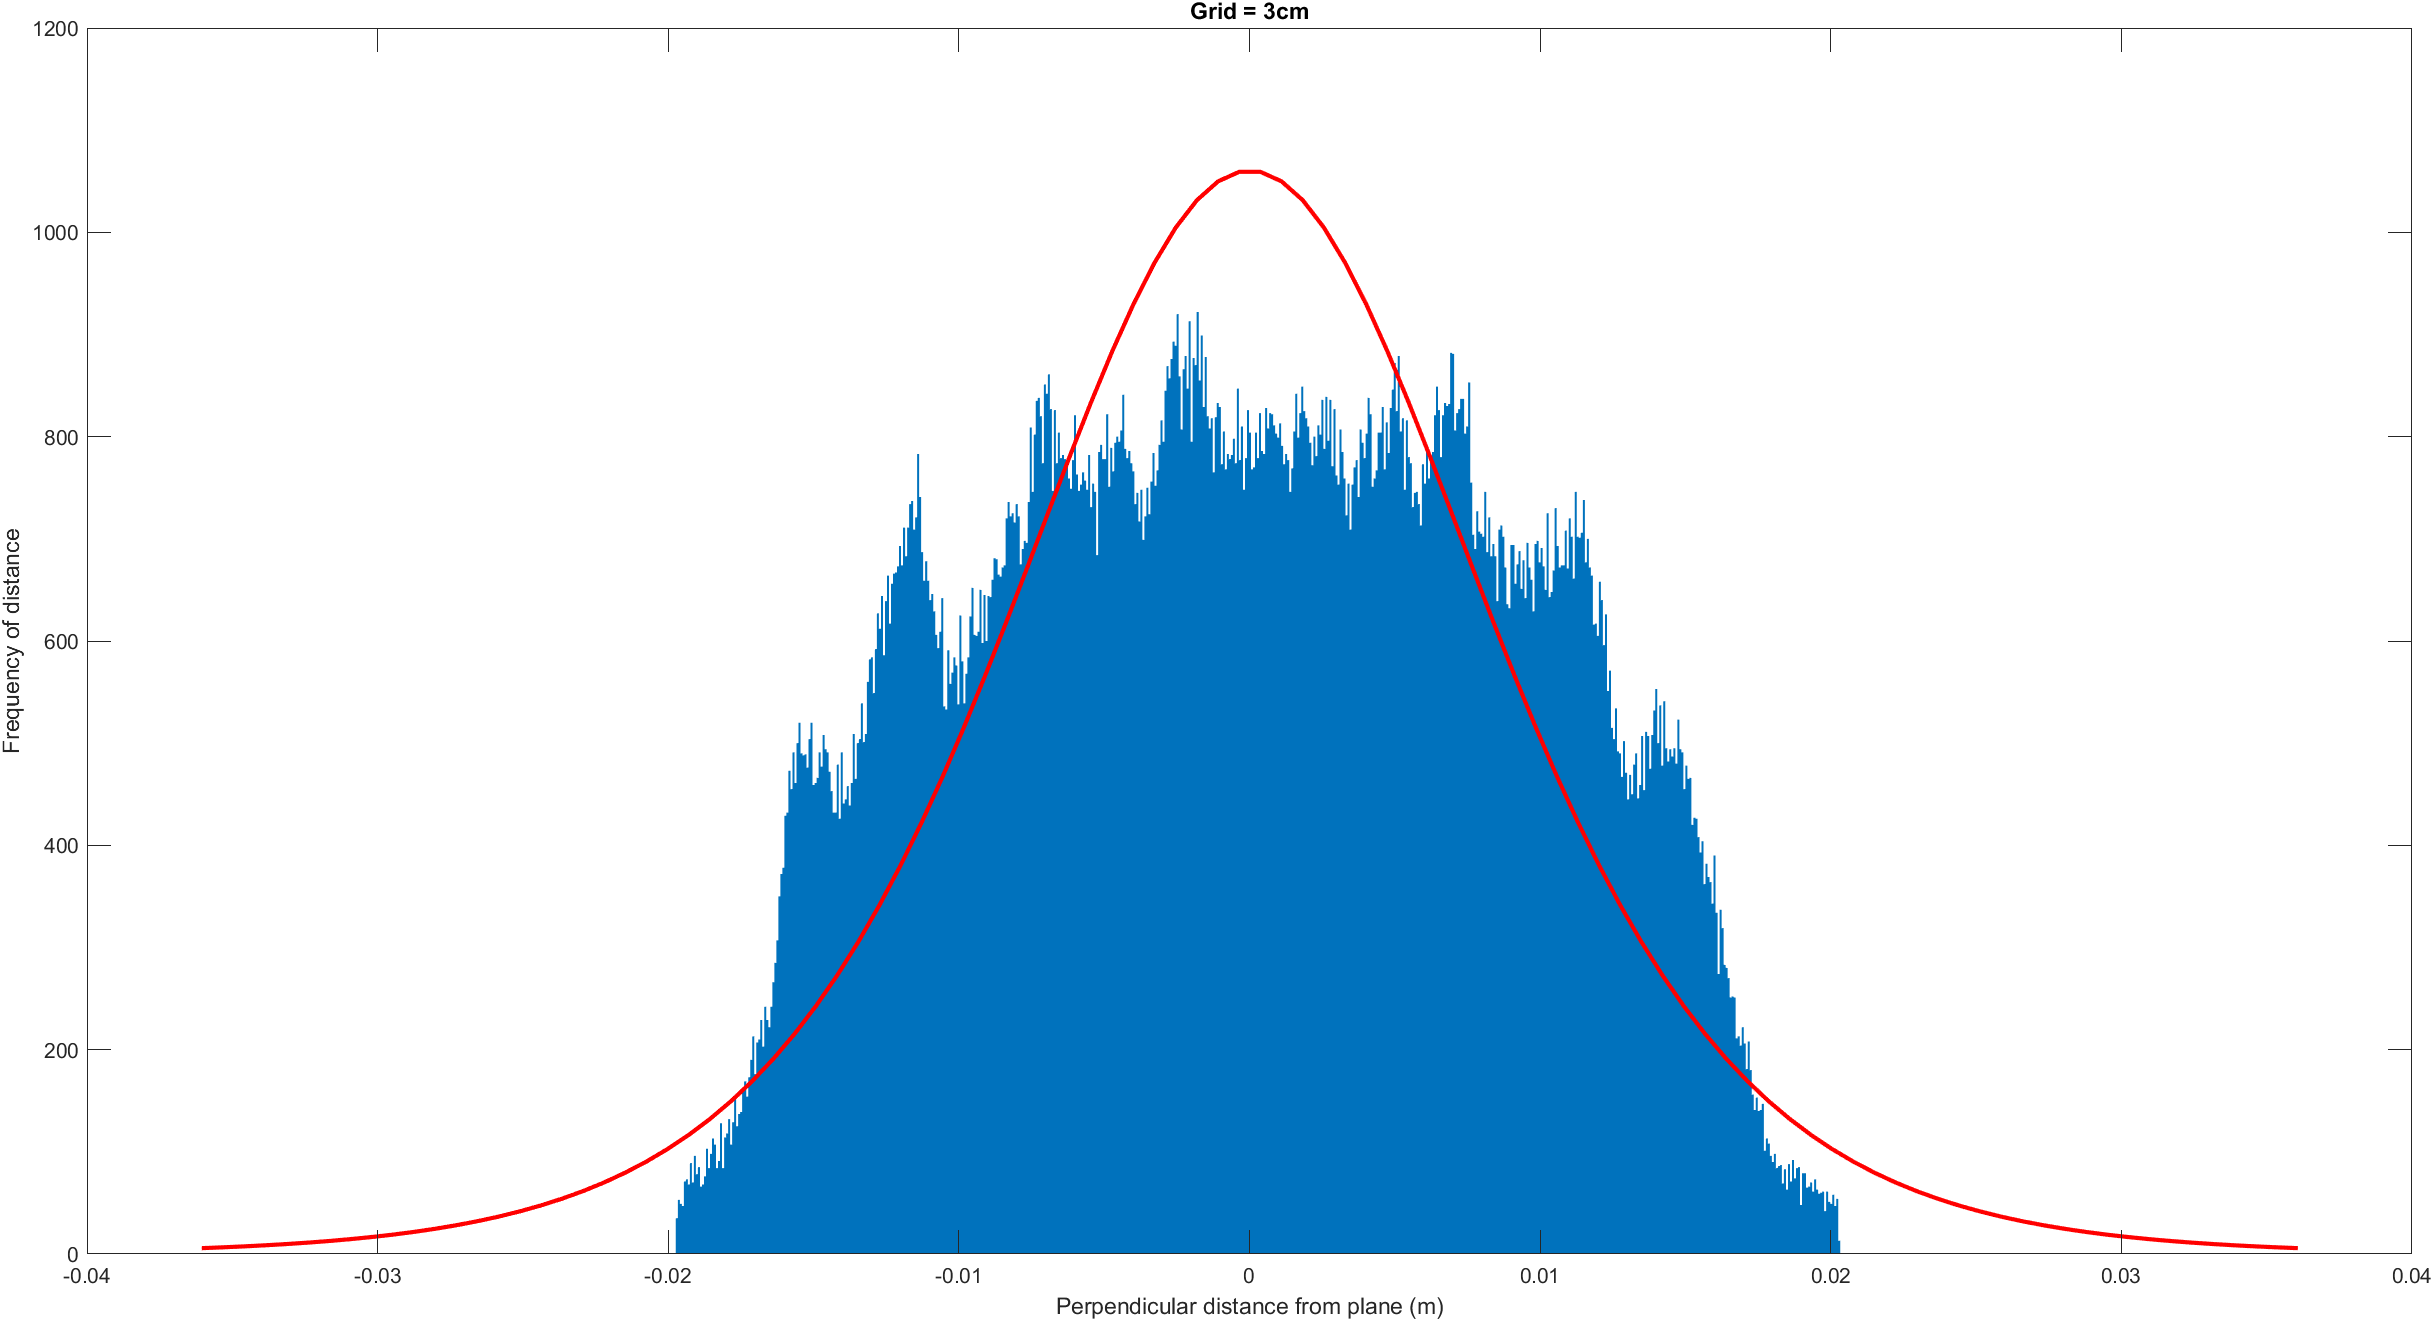 Grid = 3cm
1200
1000
800
600
400
200
0
Frequency of distance
-0.04 -0.03 -0.02 -0.01 0 0.01 0.02 0.03 0.04
Perpendicular distance from plane (m)